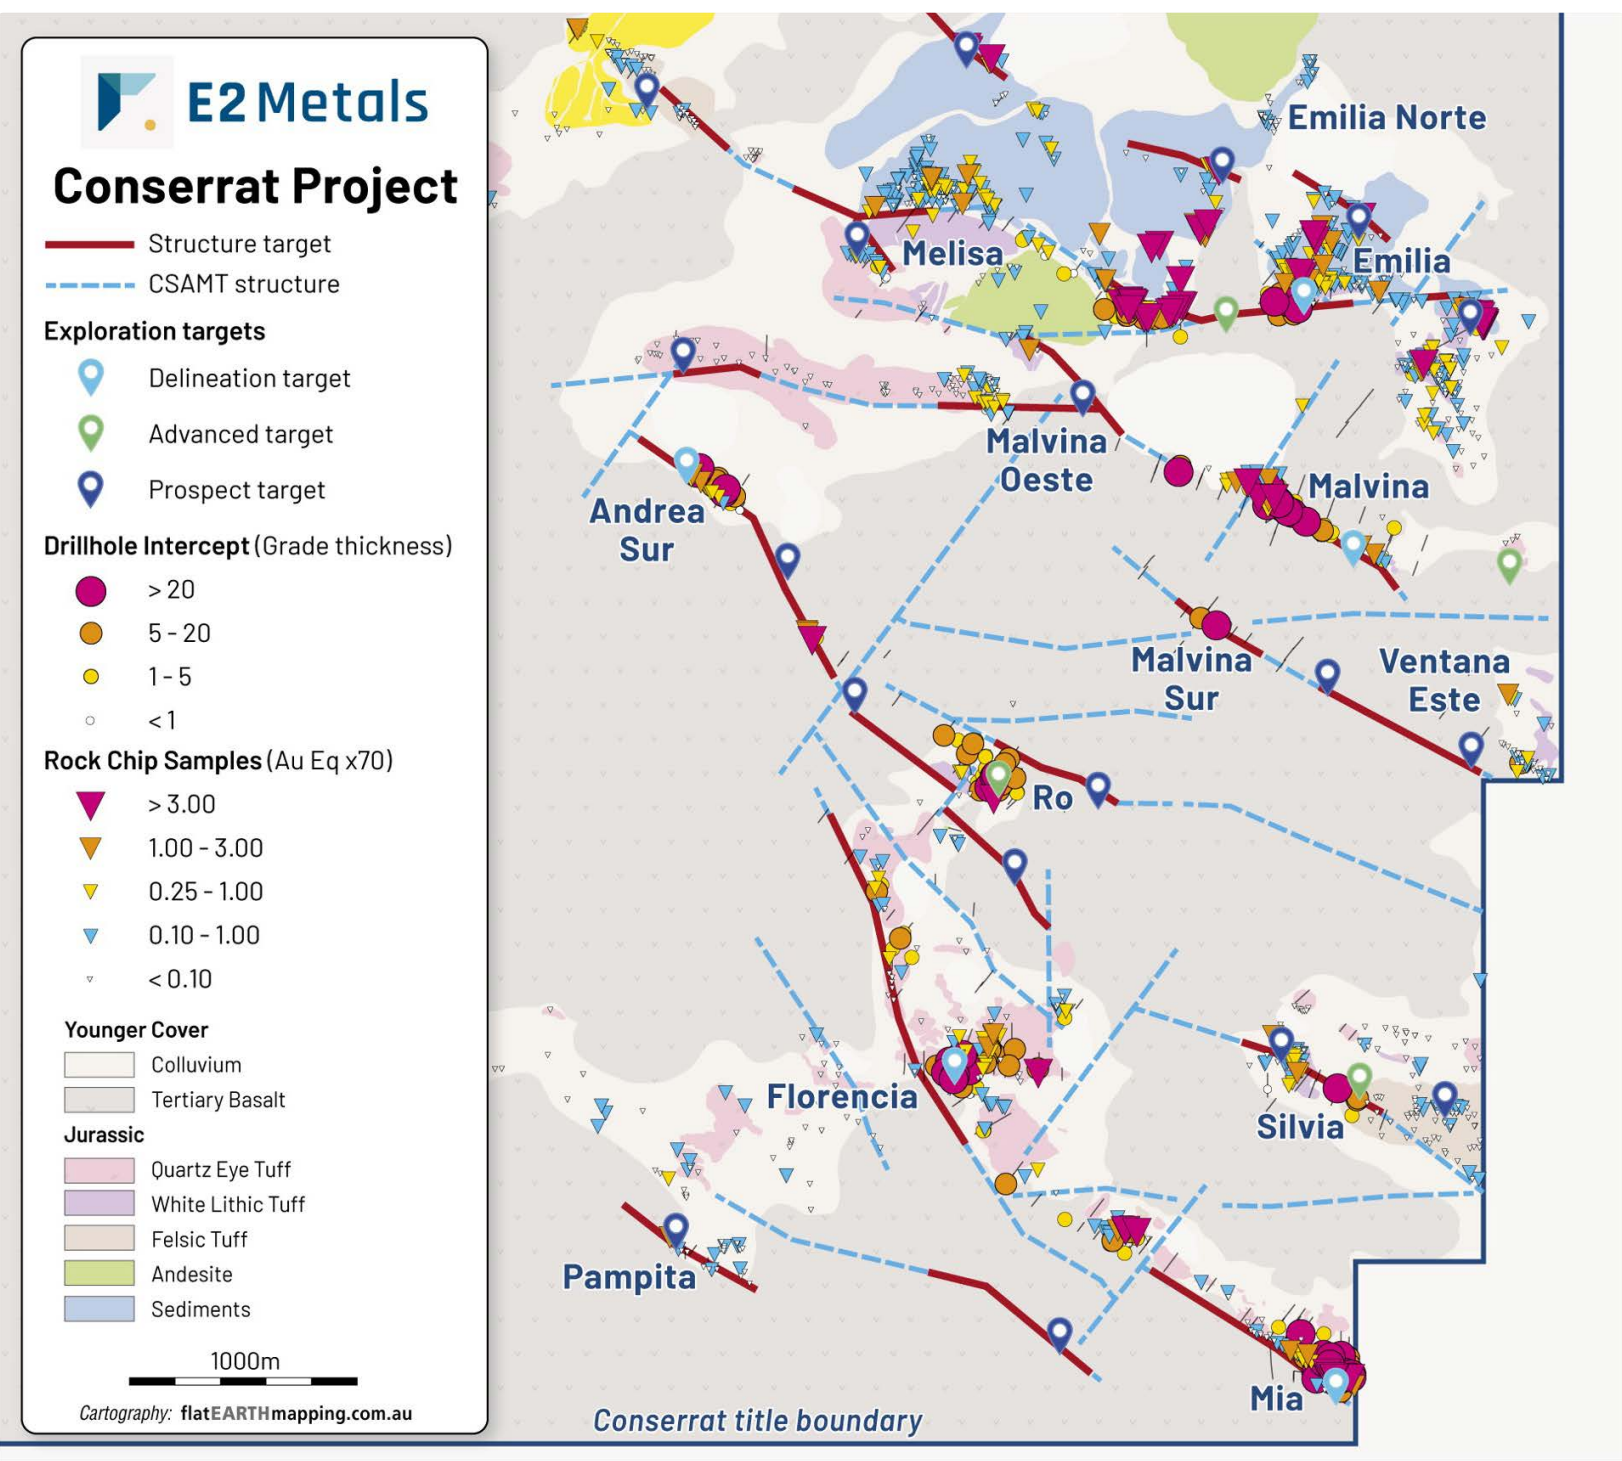 E2Metals
Conserrat Project
Structure target
CSAMT structure
Exploration targets
Delineation target
Advanced target
Prospect target
Drillhole Intercept (Grade thickness)
> 20
5 - 20
1 - 5
< 1
Rock Chip Samples (Au Eq x70)
> 3.00
1.00 - 3.00
0.25 - 1.00
0.10 - 1.00
< 0.10
Younger Cover
Colluvium
Tertiary Basalt
Jurassic
Quartz Eye Tuff
White Lithic Tuff
Felsic Tuff
Andesite
Sediments
1000m
Cartography: flatEARTHmapping.com.au
Emilia Norte
Melisa
Emilia
Malvina
Oeste
Malvina
Andrea
Sur
Malvina
Sur
Ventana
Este
Ro
Florencia
Silvia
Pampita
Mia
Conserrat title boundary